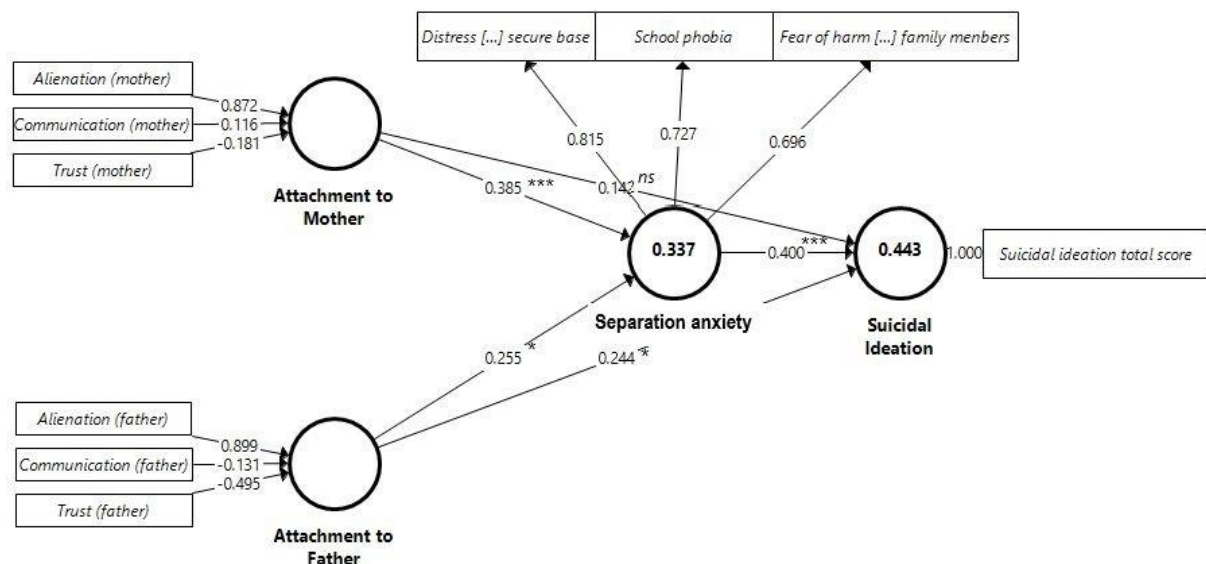 Distress [...] secure base
School phobia
Fear of harm [...] family menbers
Alienation (mother)
Communication (mother)
Trust (mother)
0.872
0.116
-0.181
Attachment to
Mother
0.815
0.727
0.696
0.385 ***
0.142 ns
0.337
0.400 ***
0.443
1.000
Suicidal ideation total score
Separation anxiety
Suicidal
Ideation
0.255 *
0.244 *
Alienation (father)
Communication (father)
Trust (father)
0.899
-0.131
-0.495
Attachment to
Father